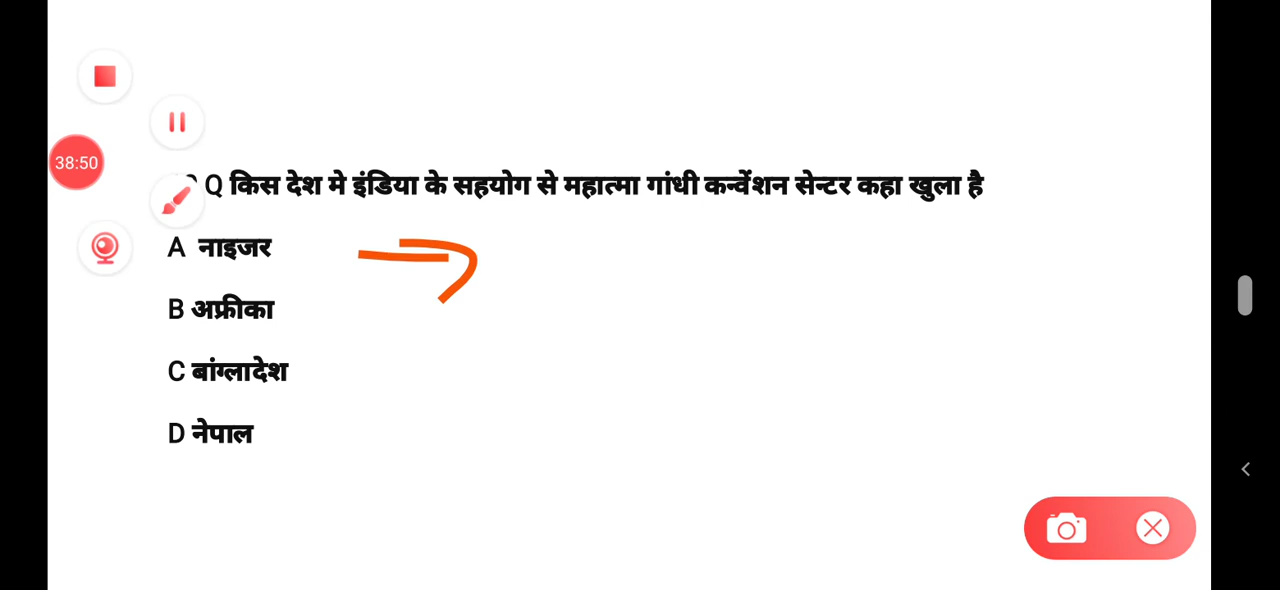 38:50
Q किस देश मे इंडिया के सहयोग से महात्मा गांधी कन्वेंशन सेन्टर कहा खुला है
A नाइजर
B अफ्रीका
C बांग्लादेश
D नेपाल